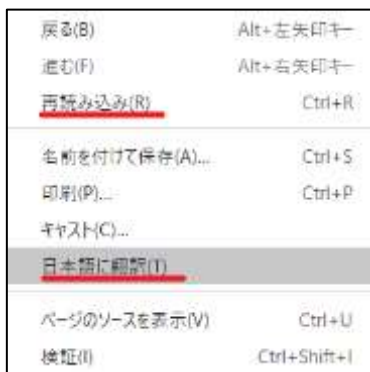 戻る(B) Alt+左矢印キー
進む(F) Alt+右矢印キー
再読み込み(R) Ctrl+R
名前を付けて保存(A)... Ctrl+S
印刷(P)... Ctrl+P
キャスト(C)...
日本語に翻訳(T)
ページのソースを表示(V) Ctrl+U
検証(I) Ctrl+Shift+I